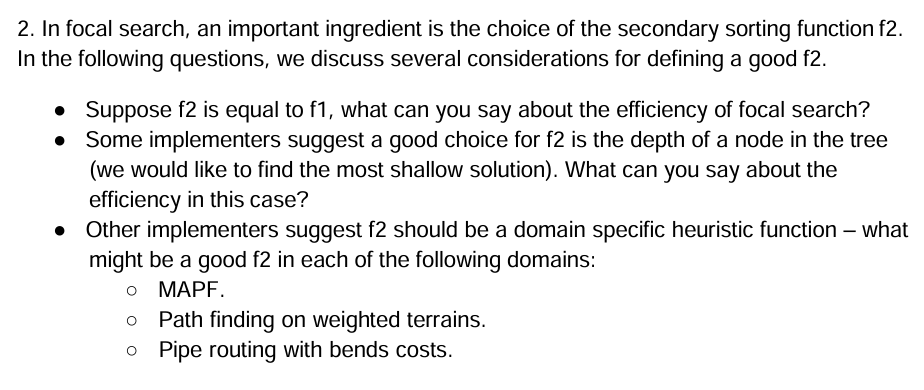 2. In focal search, an important ingredient is the choice of the secondary sorting function f2.
In the following questions, we discuss several considerations for defining a good f2.
● Suppose f2 is equal to f1, what can you say about the efficiency of focal search?
● Some implementers suggest a good choice for f2 is the depth of a node in the tree
(we would like to find the most shallow solution). What can you say about the
efficiency in this case?
● Other implementers suggest f2 should be a domain specific heuristic function – what
might be a good f2 in each of the following domains:
○ MAPF.
○ Path finding on weighted terrains.
○ Pipe routing with bends costs.